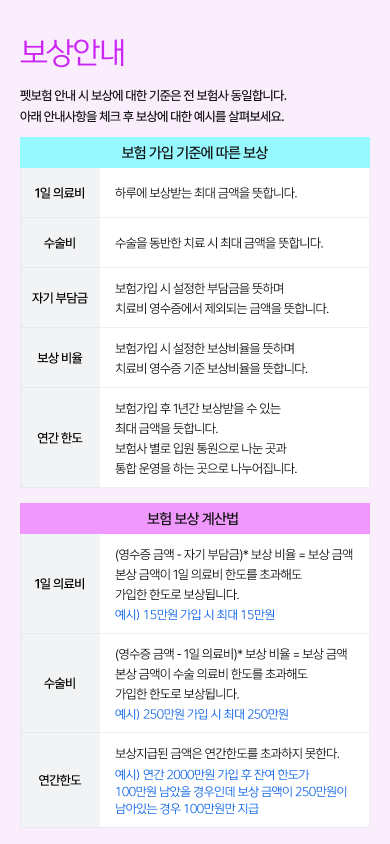 보상안내
펫보험 안내 시 보상에 대한 기준은 전 보험사 동일합니다.
아래 안내사항을 체크 후 보상에 대한 예시를 살펴보세요.
보험 가입 기준에 따른 보상
1일 의료비
하루에 보상받는 최대 금액을 뜻합니다.
수술비
수술을 동반한 치료 시 최대 금액을 뜻합니다.
자기 부담금
보험가입 시 설정한 부담금을 뜻하며
치료비 영수증에서 제외되는 금액을 뜻합니다.
보상 비율
보험가입 시 설정한 보상비율을 뜻하며
치료비 영수증 기준 보상비율을 뜻합니다.
연간 한도
보험가입 후 1년간 보상받을 수 있는
최대 금액을 듯합니다.
보험사 별로 입원 통원으로 나눈 곳과
통합 운영을 하는 곳으로 나누어집니다.
보험 보상 계산법
1일 의료비
(영수증 금액 - 자기 부담금)* 보상 비율 = 보상 금액
본상 금액이 1일 의료비 한도를 초과해도
가입한 한도로 보상됩니다.
예시) 15만원 가입 시 최대 15만원
수술비
(영수증 금액 - 1일 의료비)* 보상 비율 = 보상 금액
본상 금액이 수술 의료비 한도를 초과해도
가입한 한도로 보상됩니다.
예시) 250만원 가입 시 최대 250만원
연간한도
보상지급된 금액은 연간한도를 초과하지 못한다.
예시) 연간 2000만원 가입 후 잔여 한도가
100만원 남았을 경우인데 보상 금액이 250만원이
남아있는 경우 100만원만 지급